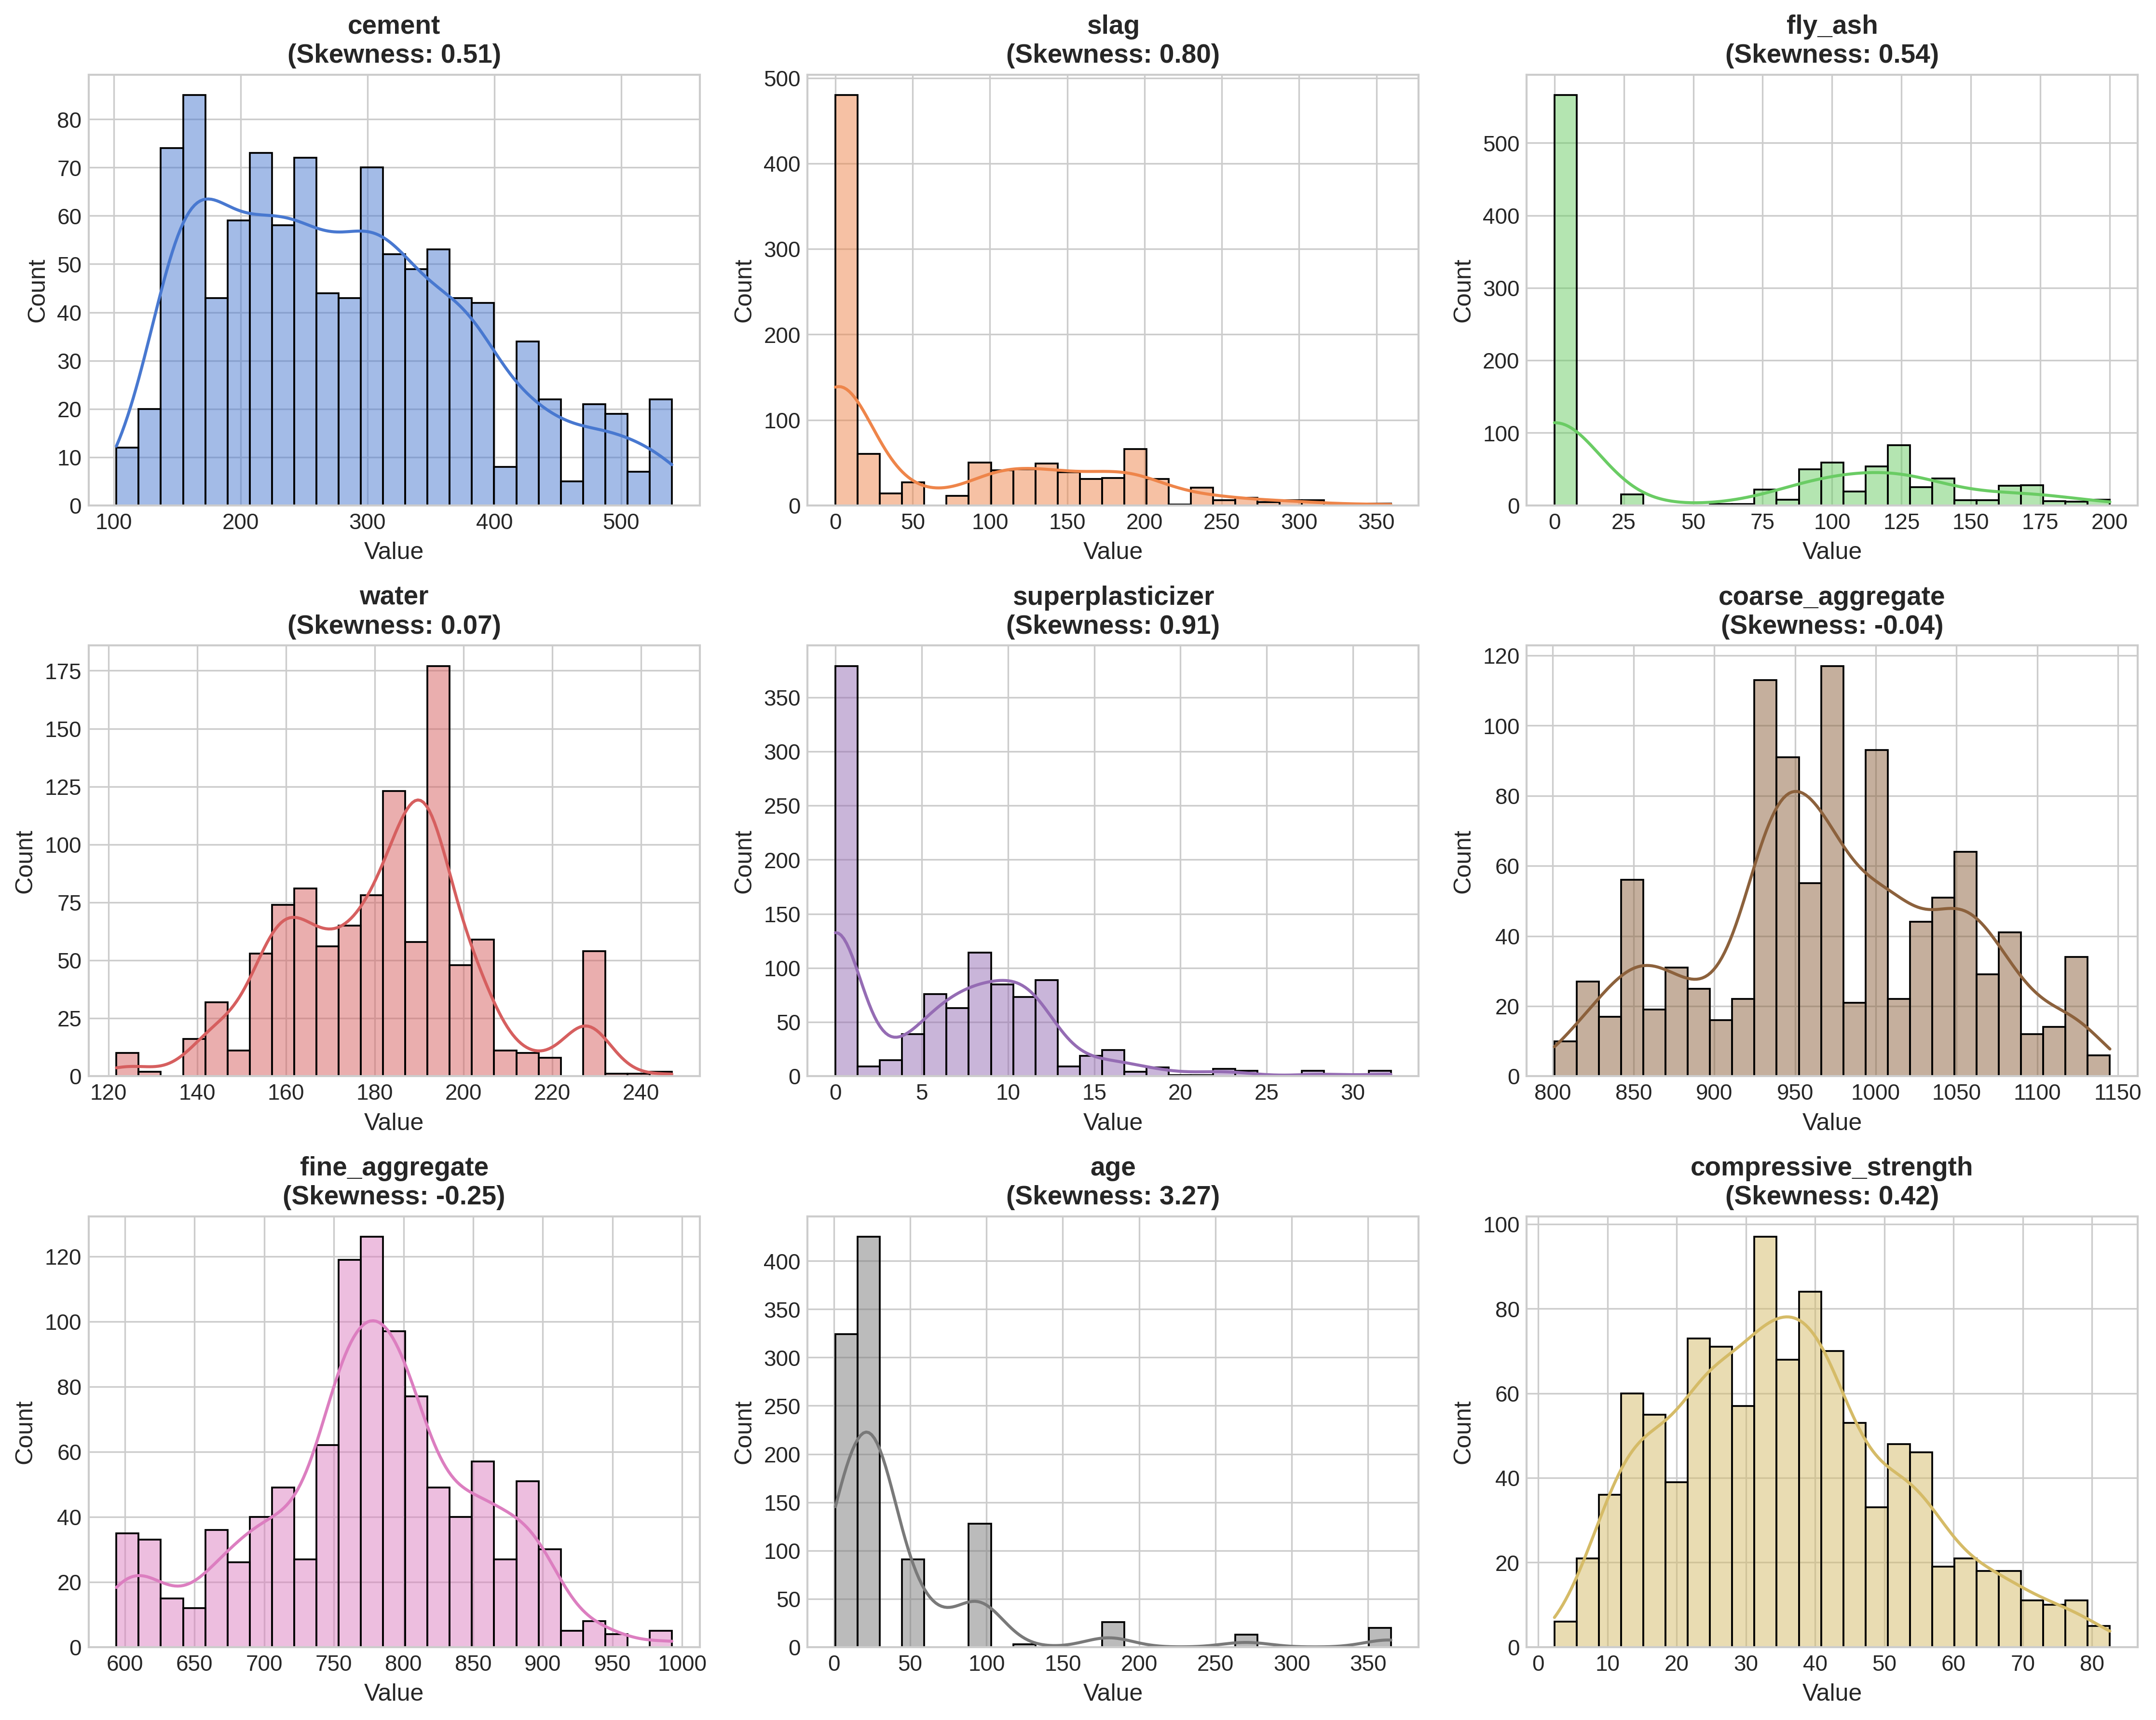 cement
(Skewness: 0.51)
Count
80
70
60
50
40
30
20
10
0
100 200 300 400 500
Value
slag
(Skewness: 0.80)
Count
500
400
300
200
100
0
0 50 100 150 200 250 300 350
Value
fly_ash
(Skewness: 0.54)
Count
500
400
300
200
100
0
0 25 50 75 100 125 150 175 200
Value
water
(Skewness: 0.07)
Count
175
150
125
100
75
50
25
0
120 140 160 180 200 220 240
Value
superplasticizer
(Skewness: 0.91)
Count
350
300
250
200
150
100
50
0
0 5 10 15 20 25 30
Value
coarse_aggregate
(Skewness: -0.04)
Count
120
100
80
60
40
20
0
800 850 900 950 1000 1050 1100 1150
Value
fine_aggregate
(Skewness: -0.25)
Count
120
100
80
60
40
20
0
600 650 700 750 800 850 900 950 1000
Value
age
(Skewness: 3.27)
Count
400
350
300
250
200
150
100
50
0
0 50 100 150 200 250 300 350
Value
compressive_strength
(Skewness: 0.42)
Count
100
80
60
40
20
0
0 10 20 30 40 50 60 70 80
Value